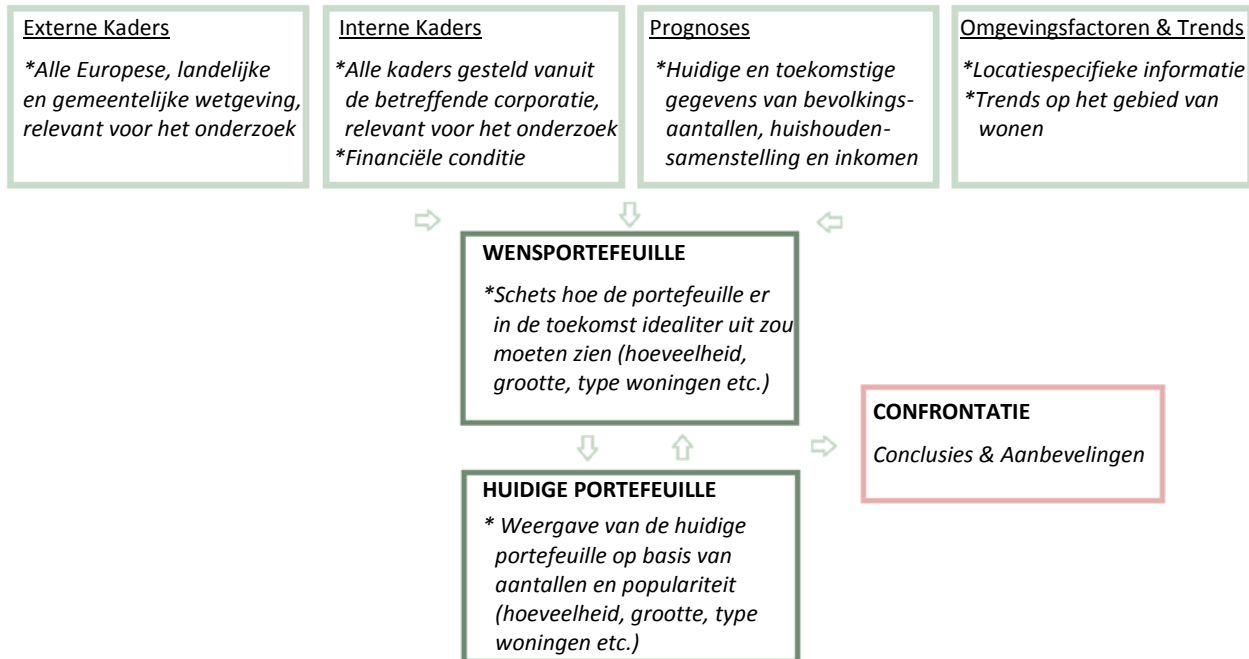 Externe Kaders
*Alle Europese, landelijke
en gemeentelijke wetgeving,
relevant voor het onderzoek
Interne Kaders
*Alle kaders gesteld vanuit
de betreffende corporatie,
relevant voor het onderzoek
*Financiële conditie
Prognoses
*Huidige en toekomstige
gegevens van bevolkings-
aantallen, huishouden-
samenstelling en inkomen
Omgevingsfactoren & Trends
*Locatiespecifieke informatie
*Trends op het gebied van
wonen
WENSPORTEFEUILLE
*Schets hoe de portefeuille er
in de toekomst idealiter uit zou
moeten zien (hoeveelheid,
grootte, type woningen etc.)
CONFRONTATIE
Conclusies & Aanbevelingen
HUIDIGE PORTEFEUILLE
* Weergave van de huidige
portefeuille op basis van
aantallen en populariteit
(hoeveelheid, grootte, type
woningen etc.)